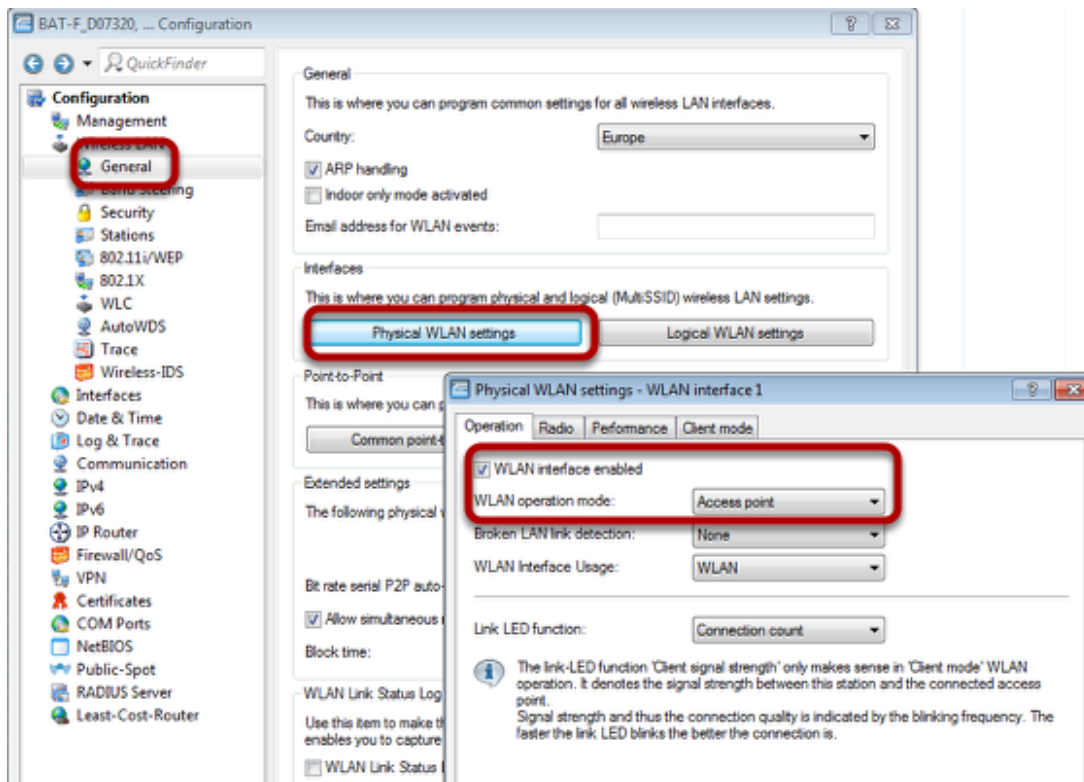 BAT-F_D07320, ... Configuration
QuickFinder
Configuration
Management
Wireless LAN
General
Band Steering
Security
Stations
802.11i/WEP
802.1X
WLC
AutoWDS
Trace
Wireless-IDS
Interfaces
Date & Time
Log & Trace
Communication
IPv4
IPv6
IP Router
Firewall/QoS
VPN
Certificates
COM Ports
NetBIOS
Public-Spot
RADIUS Server
Least-Cost-Router
General
This is where you can program common settings for all wireless LAN interfaces.
Country: Europe
ARP handling
Indoor only mode activated
Email address for WLAN events:
Interfaces
This is where you can program physical and logical (MultiSSID) wireless LAN settings.
Physical WLAN settings Logical WLAN settings
Point-to-Point
This is where you can
Common point-
Extended settings
The following physical
Bit rate serial P2P auto-
Allow simultaneous
Block time:
WLAN Link Status Log
Use this item to make
enables you to capture
WLAN Link Status
Physical WLAN settings - WLAN interface 1
Operation Radio Performance Client mode
WLAN interface enabled
WLAN operation mode: Access point
Broken LAN link detection: None
WLAN Interface Usage: WLAN
Link LED function: Connection count
The link-LED function 'Client signal strength' only makes sense in 'Client mode' WLAN
operation. It denotes the signal strength between this station and the connected access
point.
Signal strength and thus the connection quality is indicated by the blinking frequency. The
faster the link LED blinks the better the connection is.